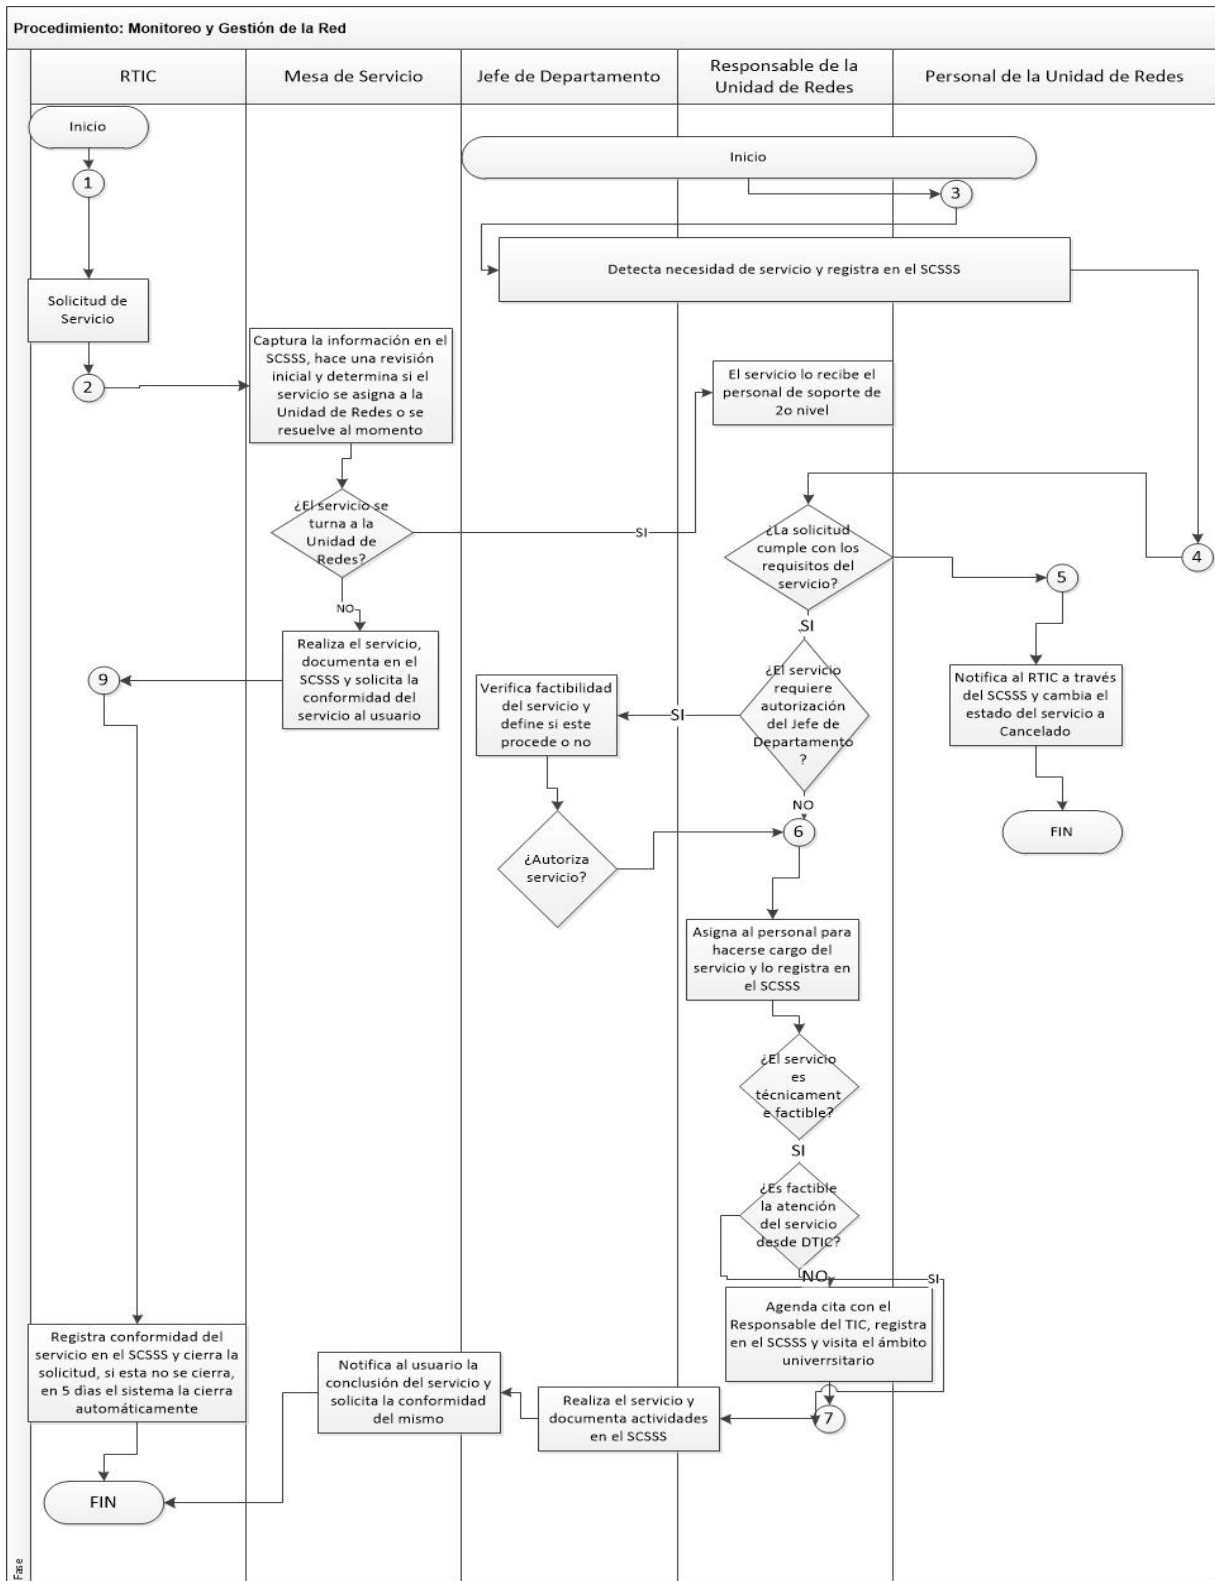 Procedimiento: Monitoreo y Gestión de la Red
RTIC
Mesa de Servicio
Jefe de Departamento
Responsable de la
Unidad de Redes
Personal de la Unidad de Redes
Inicio
1
Inicio
3
Detecta necesidad de servicio y registra en el SCSSS
Solicitud de
Servicio
2
Captura la información en el
SCSSS, hace una revisión
inicial y determina si el
servicio se asigna a la
Unidad de Redes o se
resuelve al momento
El servicio lo recibe el
personal de soporte de
2o nivel
¿El servicio se
turna a la
Unidad de
Redes?
SI
¿La solicitud
cumple con los
requisitos del
servicio?
4
5
NO
SI
Realiza el servicio,
documenta en el
SCSSS y solicita la
conformidad del
servicio al usuario
9
Verifica factibilidad
del servicio y
define si este
procede o no
SI
¿El servicio
requiere
autorización
del Jefe de
Departamento
?
Notifica al RTIC a través
del SCSSS y cambia el
estado del servicio a
Cancelado
NO
6
FIN
¿Autoriza
servicio?
Asigna al personal para
hacerse cargo del
servicio y lo registra en
el SCSSS
¿El servicio
es
técnicament
e factible?
SI
¿Es factible
la atención
del servicio
desde DTIC?
NO
SI
Agenda cita con el
Responsable del TIC, registra
en el SCSSS y visita el ámbito
univerrsitario
7
Registra conformidad del
servicio en el SCSSS y cierra la
solicitud, si esta no se cierra,
en 5 dìas el sistema la cierra
automáticamente
Notifica al usuario la
conclusión del servicio y
solicita la conformidad
del mismo
Realiza el servicio y
documenta actividades
en el SCSSS
FIN
Fase